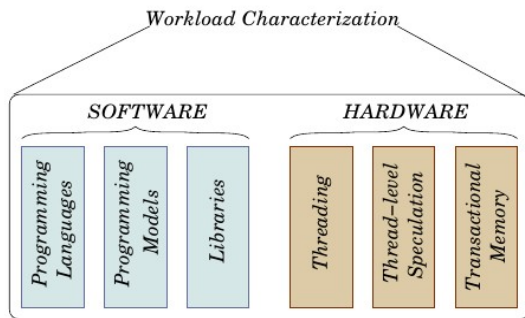 Workload Characterization
SOFTWARE
HARDWARE
Programming
Languages
Programming
Models
Libraries
Threading
Thread-level
Speculation
Transactional
Memory